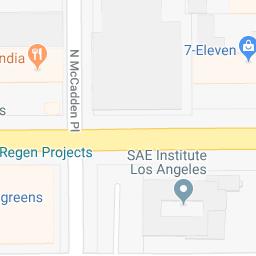 ndia
N McCadden Pl
7-Eleven
s
Regen Projects
SAE Institute
Los Angeles
greens